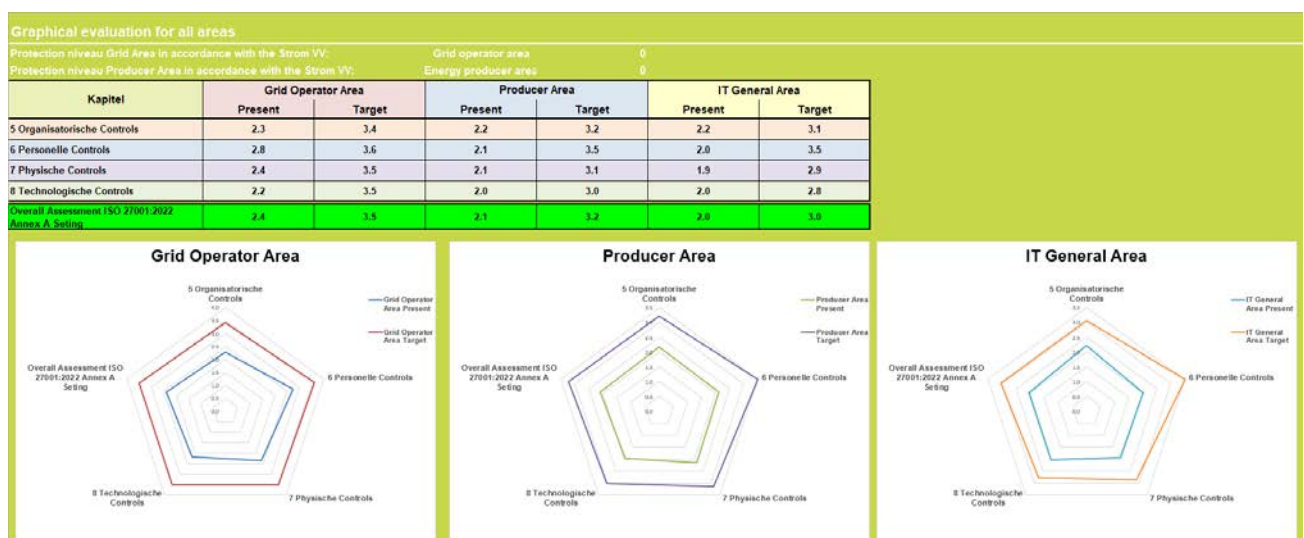 Graphical evaluation for all areas
Protection niveau Grid Area in accordance with the Strom VV: Grid operator area 0
Protection niveau Producer Area in accordance with the Strom VV: Energy producer area 0
Kapitel Grid Operator Area Producer Area IT General Area
Present Target Present Target Present Target
5 Organisatorische Controls 2.3 3.4 2.2 3.2 2.2 3.1
6 Personelle Controls 2.8 3.6 2.1 3.5 2.0 3.5
7 Physische Controls 2.4 3.5 2.1 3.1 1.9 2.9
8 Technologische Controls 2.2 3.5 2.0 3.0 2.0 2.8
Overall Assessment ISO 27001:2022
Annex A Seting 2.4 3.5 2.1 3.2 2.0 3.0
Grid Operator Area
5 Organisatorische
Controls
Grid Operator
Area Present
Grid Operator
Area Target
Overall Assessment ISO
27001:2022 Annex A
Seting
6 Personelle Controls
8 Technologische
Controls
7 Physische Controls
Producer Area
5 Organisatorische
Controls
Producer Area
Present
Producer Area
Target
Overall Assessment ISO
27001:2022 Annex A
Seting
6 Personelle Controls
8 Technologische
Controls
7 Physische Controls
IT General Area
5 Organisatorische
Controls
IT General
Area Present
IT General
Area Target
Overall Assessment ISO
27001:2022 Annex A
Seting
6 Personelle Controls
8 Technologische
Controls
7 Physische Controls